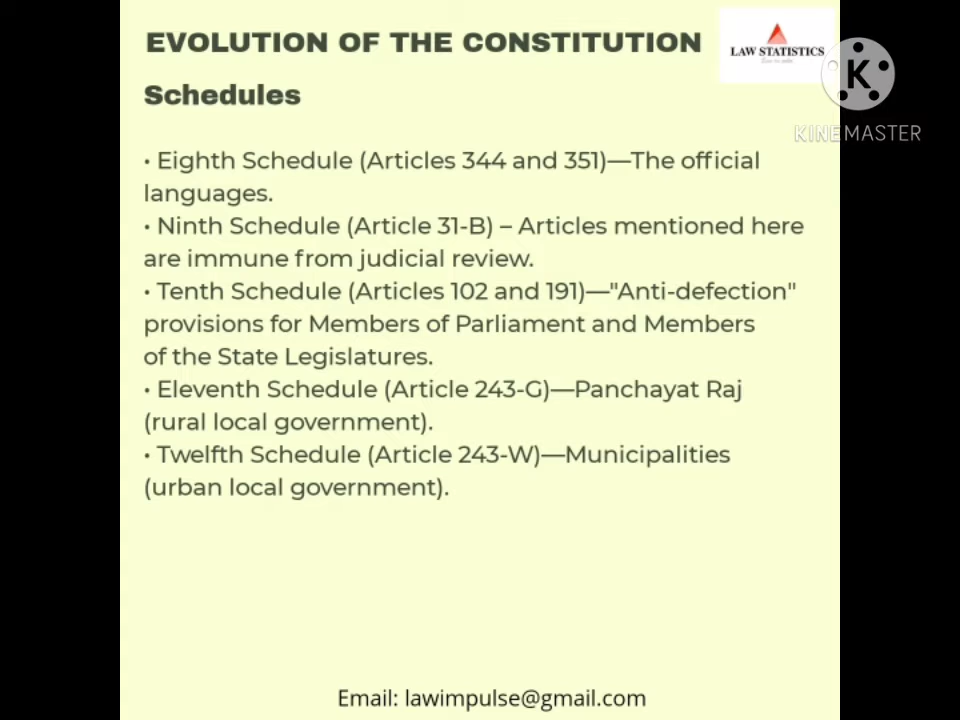 EVOLUTION OF THE CONSTITUTION
LAW STATISTICS
K
KINEMASTER
Schedules
• Eighth Schedule (Articles 344 and 351)—The official
languages.
• Ninth Schedule (Article 31-B) – Articles mentioned here
are immune from judicial review.
• Tenth Schedule (Articles 102 and 191)—"Anti-defection"
provisions for Members of Parliament and Members
of the State Legislatures.
• Eleventh Schedule (Article 243-G)—Panchayat Raj
(rural local government).
• Twelfth Schedule (Article 243-W)—Municipalities
(urban local government).
Email: lawimpulse@gmail.com